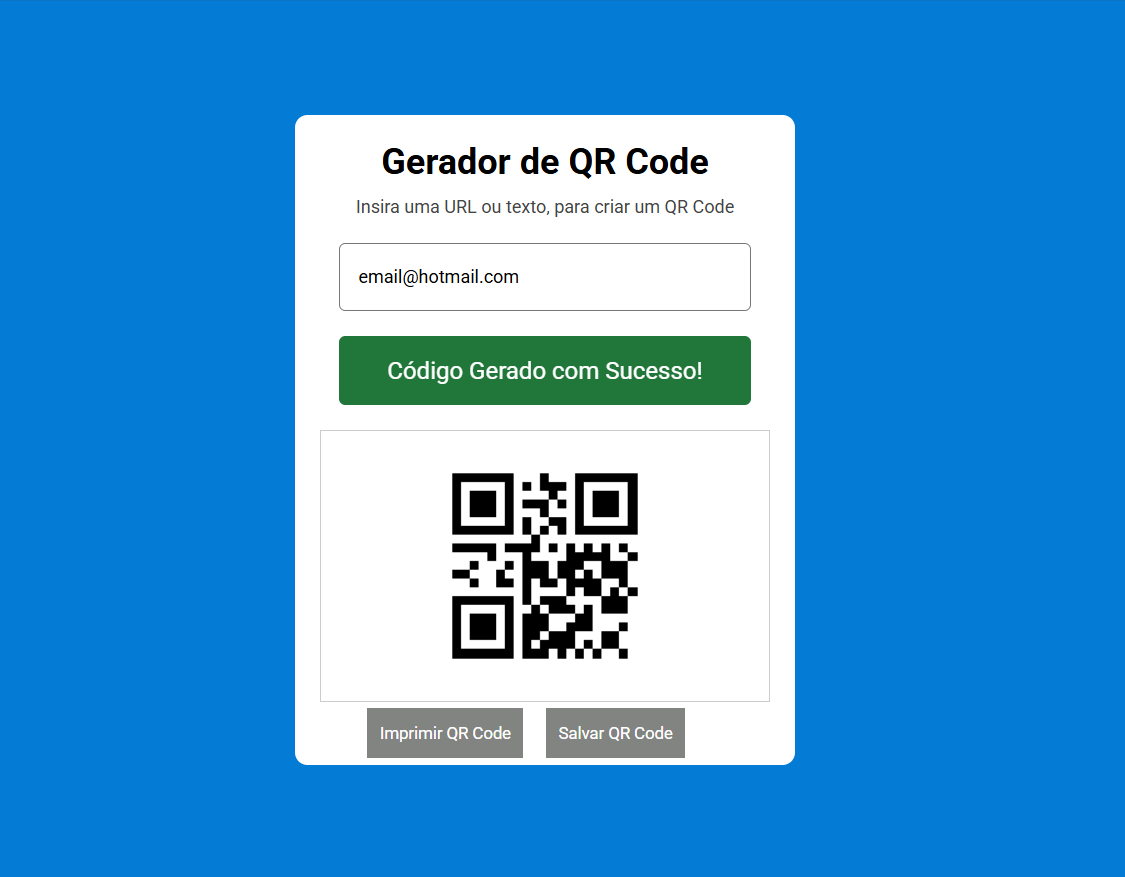 Gerador de QR Code
Insira uma URL ou texto, para criar um QR Code
email@hotmail.com
Código Gerado com Sucesso!
Imprimir QR Code
Salvar QR Code